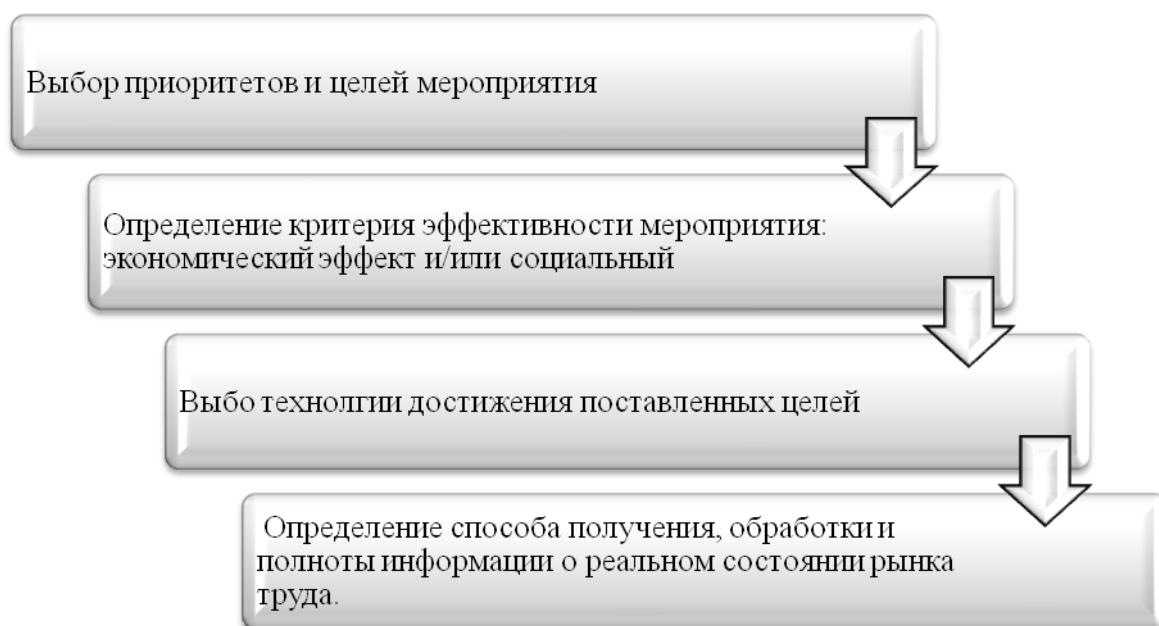 Выбор приоритетов и целей мероприятия
Определение критерия эффективности мероприятия:
экономический эффект и/или социальный
Выбо технолгии достижения поставленных целей
Определение способа получения, обработки и
полноты информации о реальном состоянии рынка
труда.